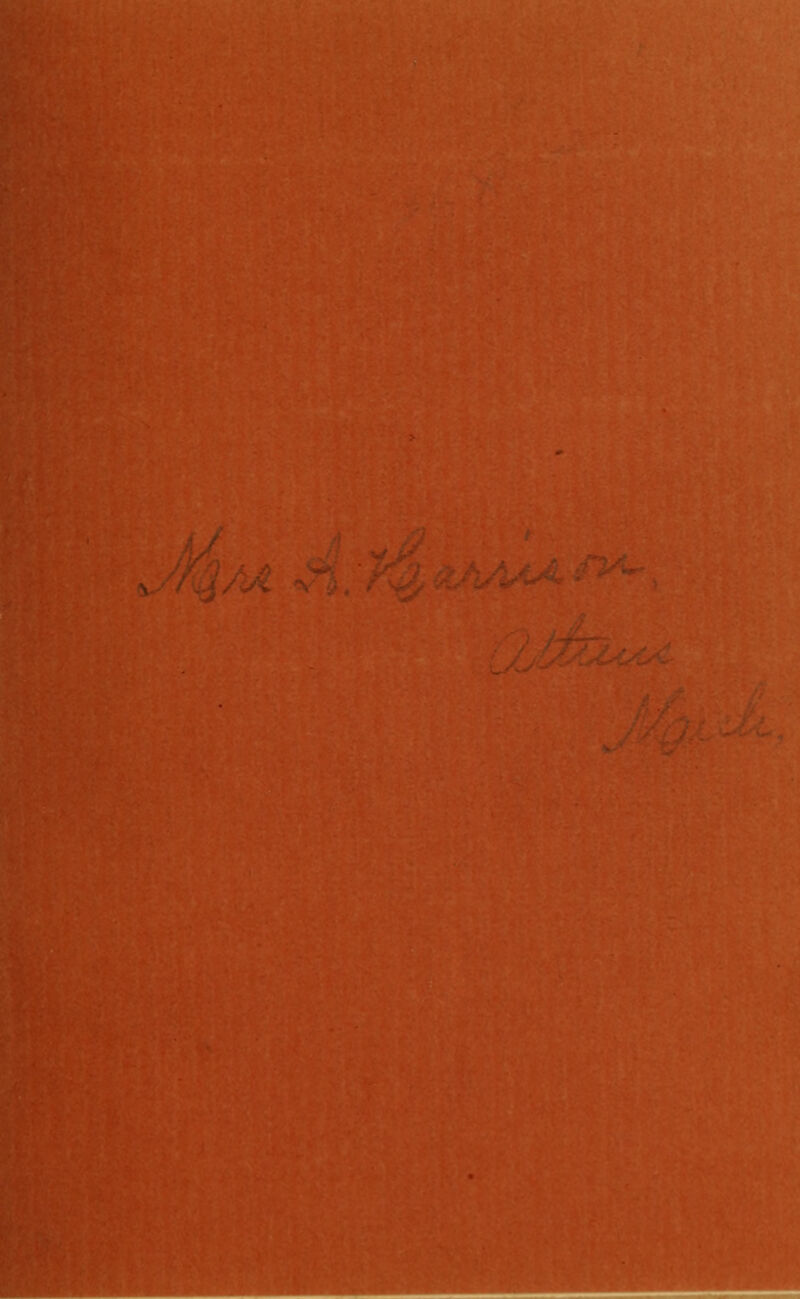 Mrs A. Harrison,
Athens
Mich,